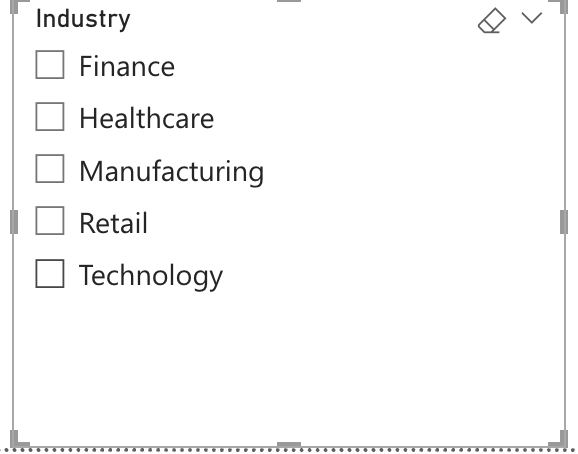 Industry
Finance
Healthcare
Manufacturing
Retail
Technology